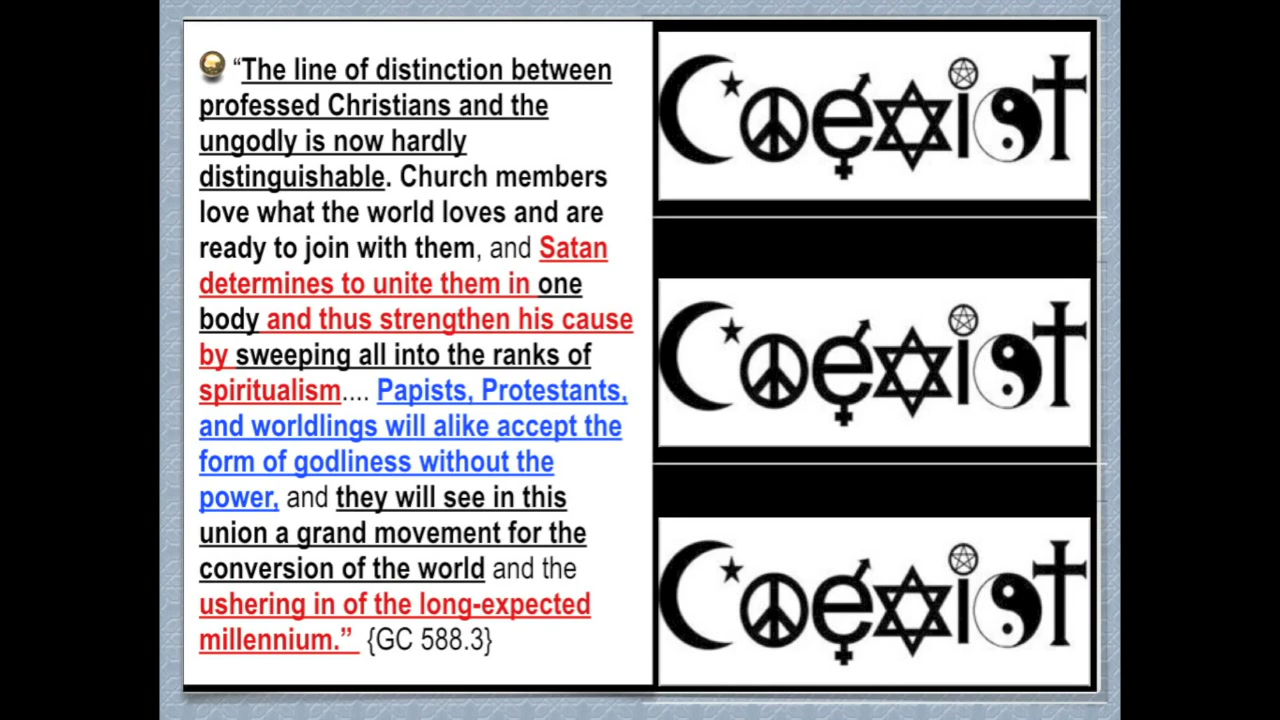 “The line of distinction between
professed Christians and the
ungodly is now hardly
distinguishable. Church members
love what the world loves and are
ready to join with them, and Satan
determines to unite them in one
body and thus strengthen his cause
by sweeping all into the ranks of
spiritualism.... Papists, Protestants,
and worldlings will alike accept the
form of godliness without the
power, and they will see in this
union a grand movement for the
conversion of the world and the
ushering in of the long-expected
millennium.” {GC 588.3}
Coexist
Coexist
Coexist